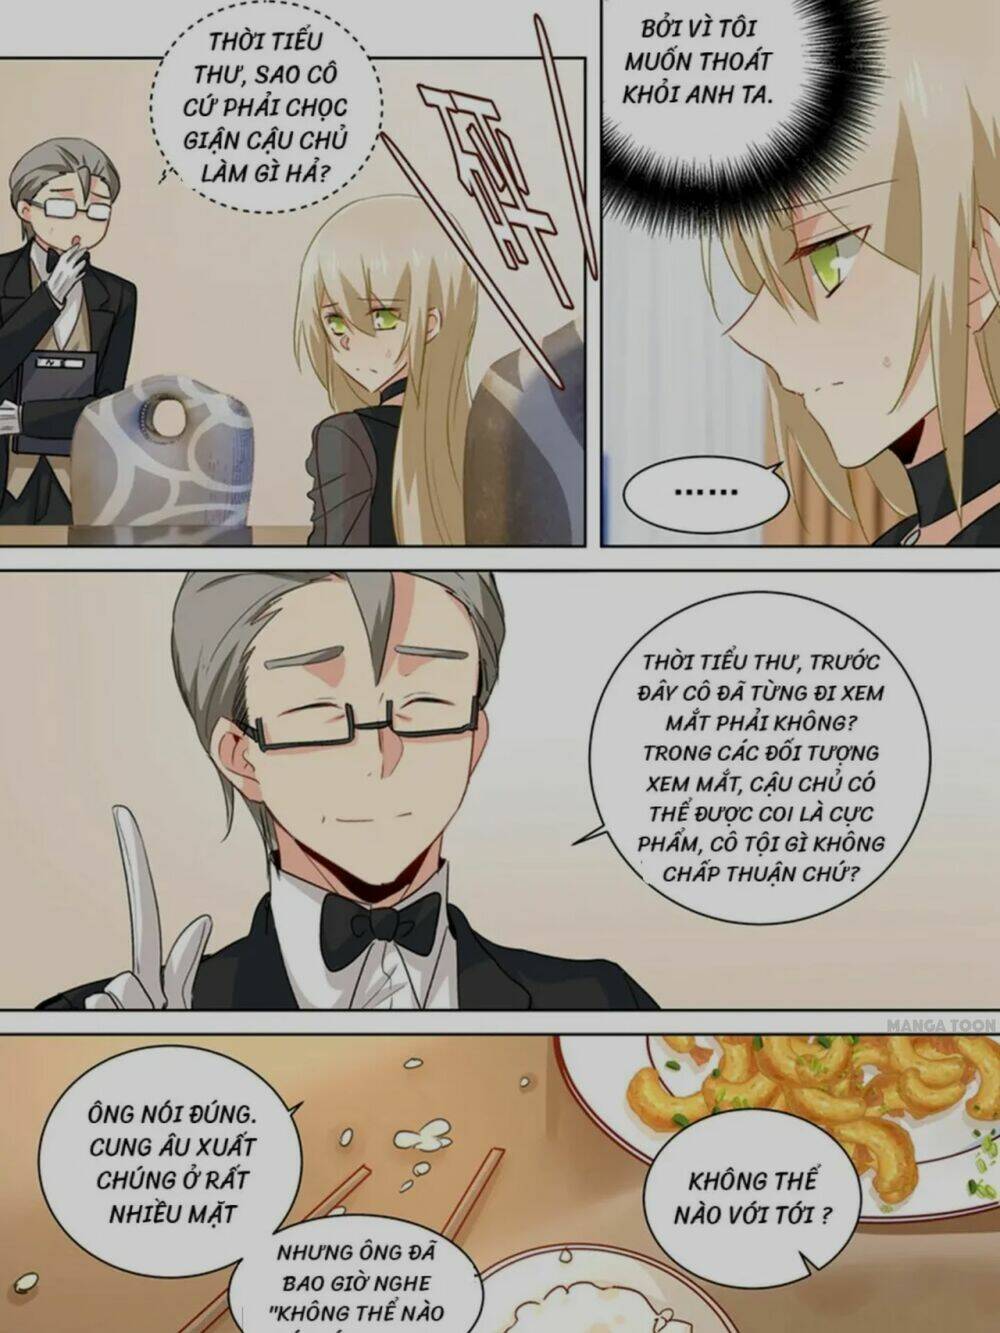 THỜI TIỂU
THƯ, SAO CÔ
CỨ PHẢI CHỌC
GIẬN CẬU CHỦ
LÀM GÌ HẢ?
BỞI VÌ TÔI
MUỐN THOÁT
KHỎI ANH TA.
......
THỜI TIỂU THƯ, TRƯỚC
ĐÂY CÔ ĐÃ TỪNG ĐI XEM
MẮT PHẢI KHÔNG?
TRONG CÁC ĐỐI TƯỢNG
XEM MẮT, CẬU CHỦ CÓ
THỂ ĐƯỢC COI LÀ CỰC
PHẨM, CÔ TỘI GÌ KHÔNG
CHẤP THUẬN CHỨ?
MANGA TOON
ÔNG NÓI ĐÚNG.
CUNG ÂU XUẤT
CHÚNG Ở RẤT
NHIỀU MẶT
NHƯNG ÔNG ĐÃ
BAO GIỜ NGHE
"KHÔNG THỂ NÀO
KHÔNG THỂ
NÀO VỚI TỚI ?